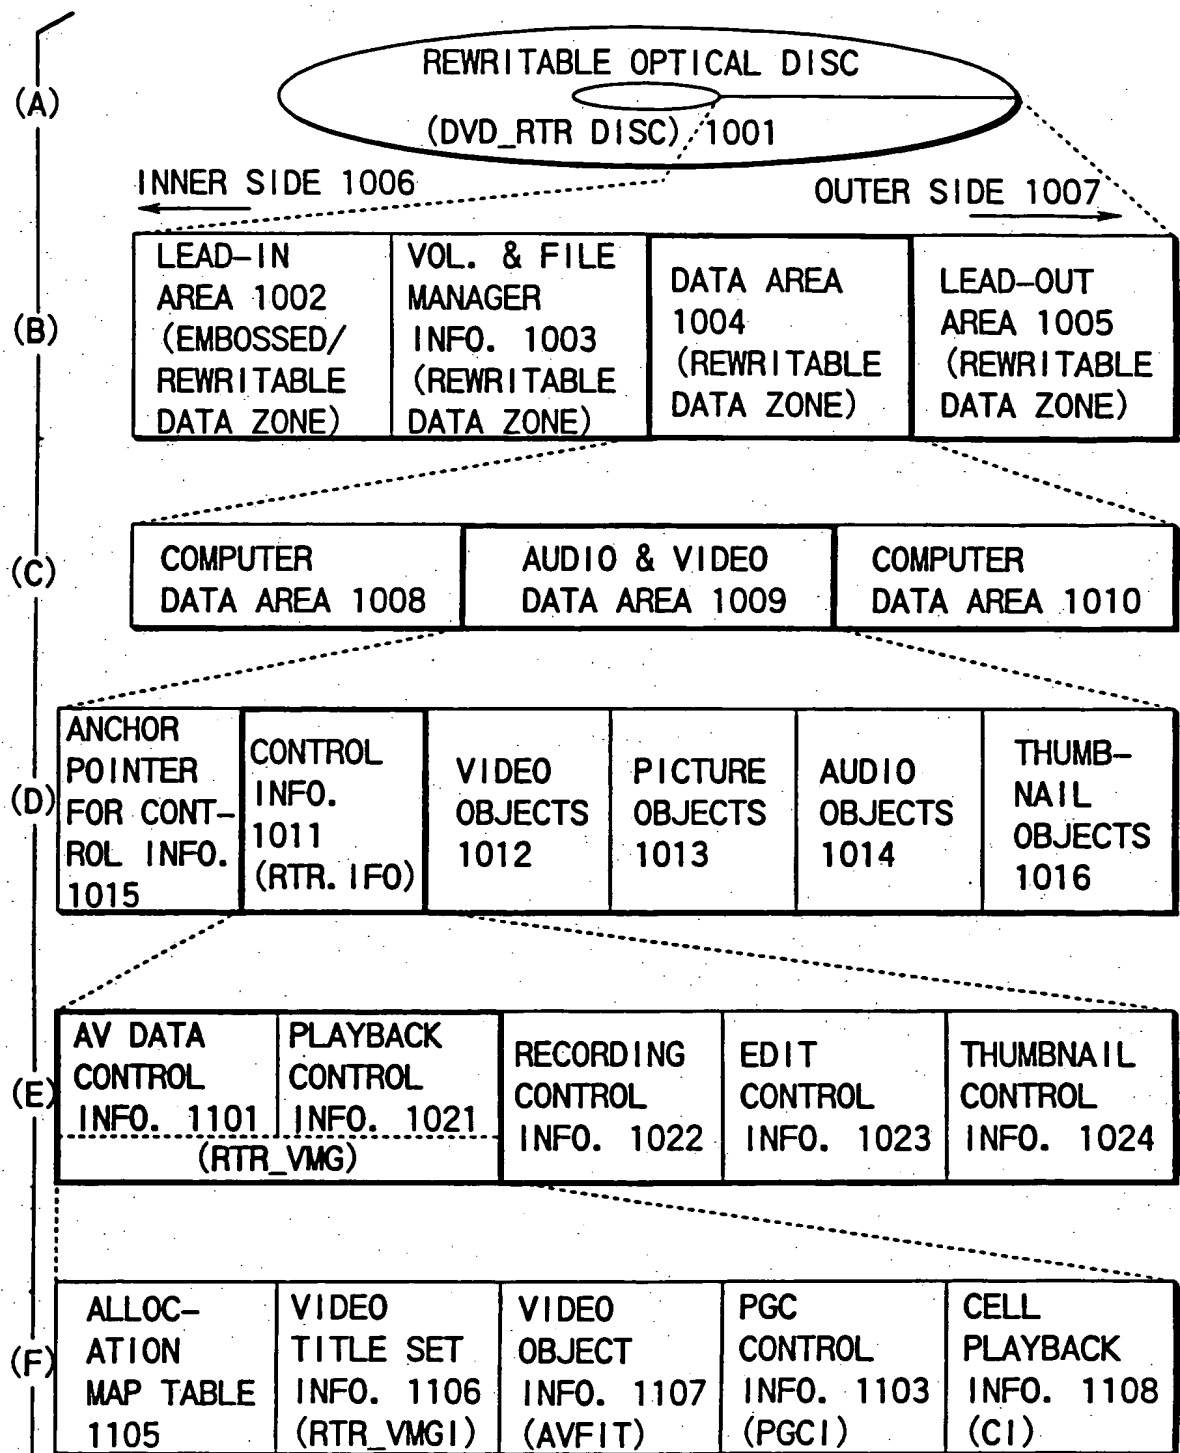 (A)
REWRITABLE OPTICAL DISC
(DVD_RTR DISC) 1001
INNER SIDE 1006
OUTER SIDE 1007
(B)
LEAD-IN
AREA 1002
(EMBOSSED/
REWRITABLE
DATA ZONE)
VOL. & FILE
MANAGER
INFO. 1003
(REWRITABLE
DATA ZONE)
DATA AREA
1004
(REWRITABLE
DATA ZONE)
LEAD-OUT
AREA 1005
(REWRITABLE
DATA ZONE)
(C)
COMPUTER
DATA AREA 1008
AUDIO & VIDEO
DATA AREA 1009
COMPUTER
DATA AREA 1010
(D)
ANCHOR
POINTER
FOR CONT-
ROL INFO.
1015
CONTROL
INFO.
1011
(RTR.IFO)
VIDEO
OBJECTS
1012
PICTURE
OBJECTS
1013
AUDIO
OBJECTS
1014
THUMB-
NAIL
OBJECTS
1016
(E)
AV DATA
CONTROL
INFO. 1101
PLAYBACK
CONTROL
INFO. 1021
(RTR_VMG)
RECORDING
CONTROL
INFO. 1022
EDIT
CONTROL
INFO. 1023
THUMBNAIL
CONTROL
INFO. 1024
(F)
ALLOC-
ATION
MAP TABLE
1105
VIDEO
TITLE SET
INFO. 1106
(RTR_VMGI)
VIDEO
OBJECT
INFO. 1107
(AVFIT)
PGC
CONTROL
INFO. 1103
(PGCI)
CELL
PLAYBACK
INFO. 1108
(CI)